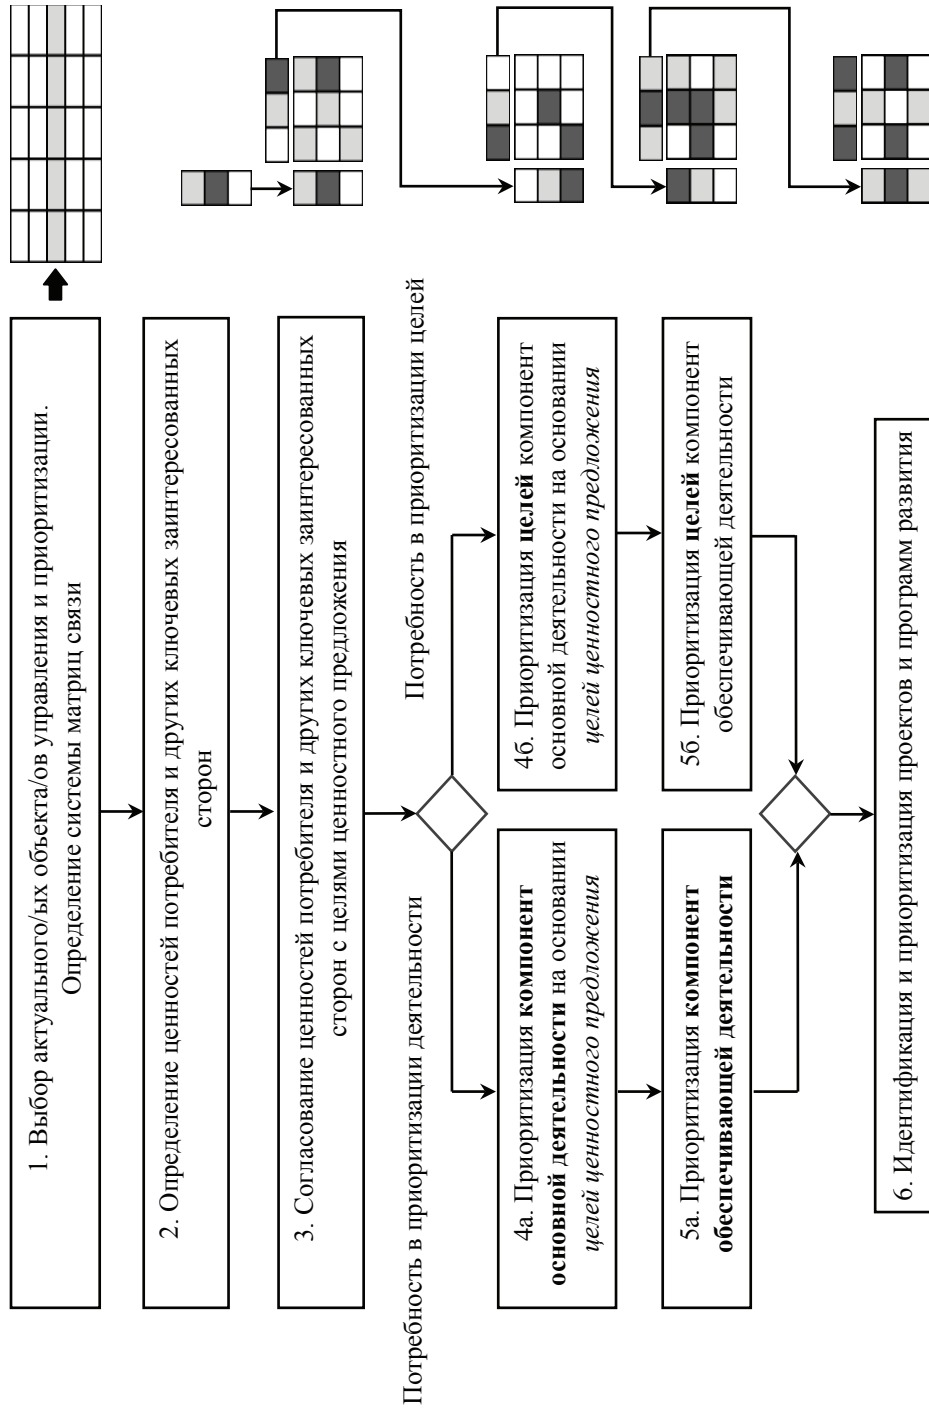 1. Выбор актуального/ых объекта/ов управления и приоритизации.
Определение системы матриц связи
2. Определение ценностей потребителя и других ключевых заинтересованных
сторон
3. Согласование ценностей потребителя и других ключевых заинтересованных
сторон с целями ценностного предложения
Потребность в приоритизации деятельности
Потребность в приоритизации целей
4а. Приоритизация компонент
основной деятельности на основании
целей ценностного предложения
4б. Приоритизация целей компонент
основной деятельности на основании
целей ценностного предложения
5а. Приоритизация компонент
обеспечивающей деятельности
5б. Приоритизация целей компонент
обеспечивающей деятельности
6. Идентификация и приоритизация проектов и программ развития